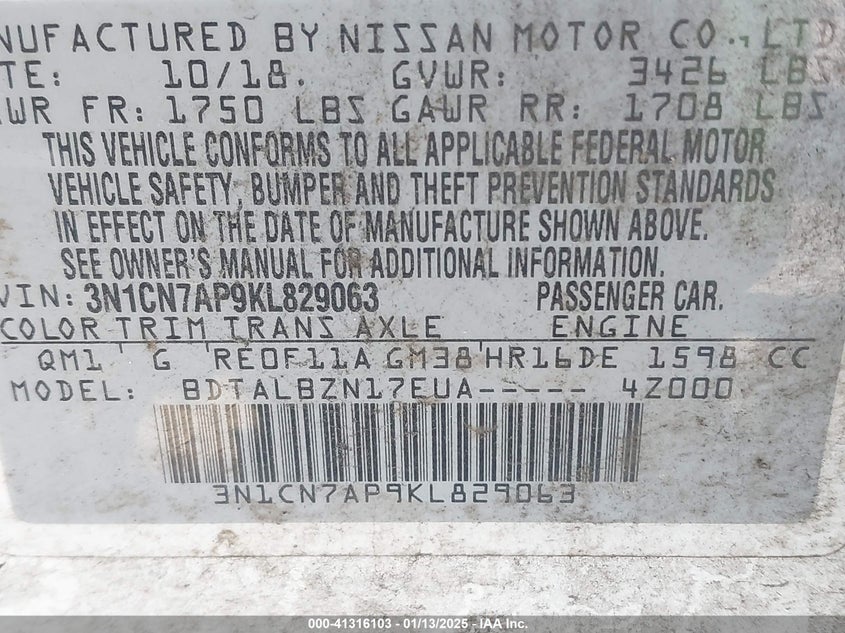 NUFACTURED BY NISSAN MOTOR CO., LTD
TE: 10/18. GVWR: 3426 LBS
WR FR: 1750 LBS GAWR RR: 1708 LBS
THIS VEHICLE CONFORMS TO ALL APPLICABLE FEDERAL MOTOR
VEHICLE SAFETY, BUMPER AND THEFT PREVENTION STANDARDS
IN EFFECT ON THE DATE OF MANUFACTURE SHOWN ABOVE.
SEE OWNER'S MANUAL FOR ADDITIONAL INFORMATION.
VIN: 3N1CN7AP9KL829063 PASSENGER CAR.
COLOR TRIM TRANS AXLE ENGINE
QM1 G RE0F11A GM38 HR16DE 1598 CC
MODEL: BDTALBZN17EUA----- 4Z000
3N1CN7AP9KL829063
000-41316103 — 01/13/2025 - IAA Inc.